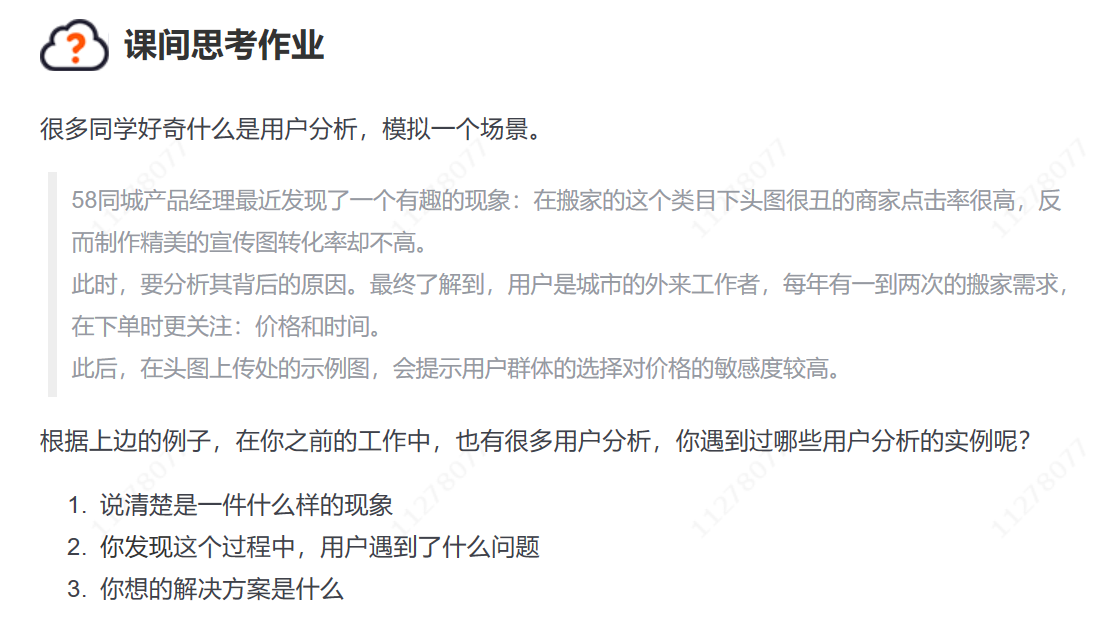 课间思考作业
很多同学好奇什么是用户分析，模拟一个场景。
58同城产品经理最近发现了一个有趣的现象：在搬家的这个类目下头图很丑的商家点击率很高，反
而制作精美的宣传图转化率却不高。
此时，要分析其背后的原因。最终了解到，用户是城市的外来工作者，每年有一到两次的搬家需求，
在下单时更关注：价格和时间。
此后，在头图上传处的示例图，会提示用户群体的选择对价格的敏感度较高。
根据上边的例子，在你之前的工作中，也有很多用户分析，你遇到过哪些用户分析的实例呢？
1. 说清楚是一件什么样的现象
2. 你发现这个过程中，用户遇到了什么问题
3. 你想的解决方案是什么
11278077
11278077
11278077
11278077
11278077
11278077
11278077
11278077